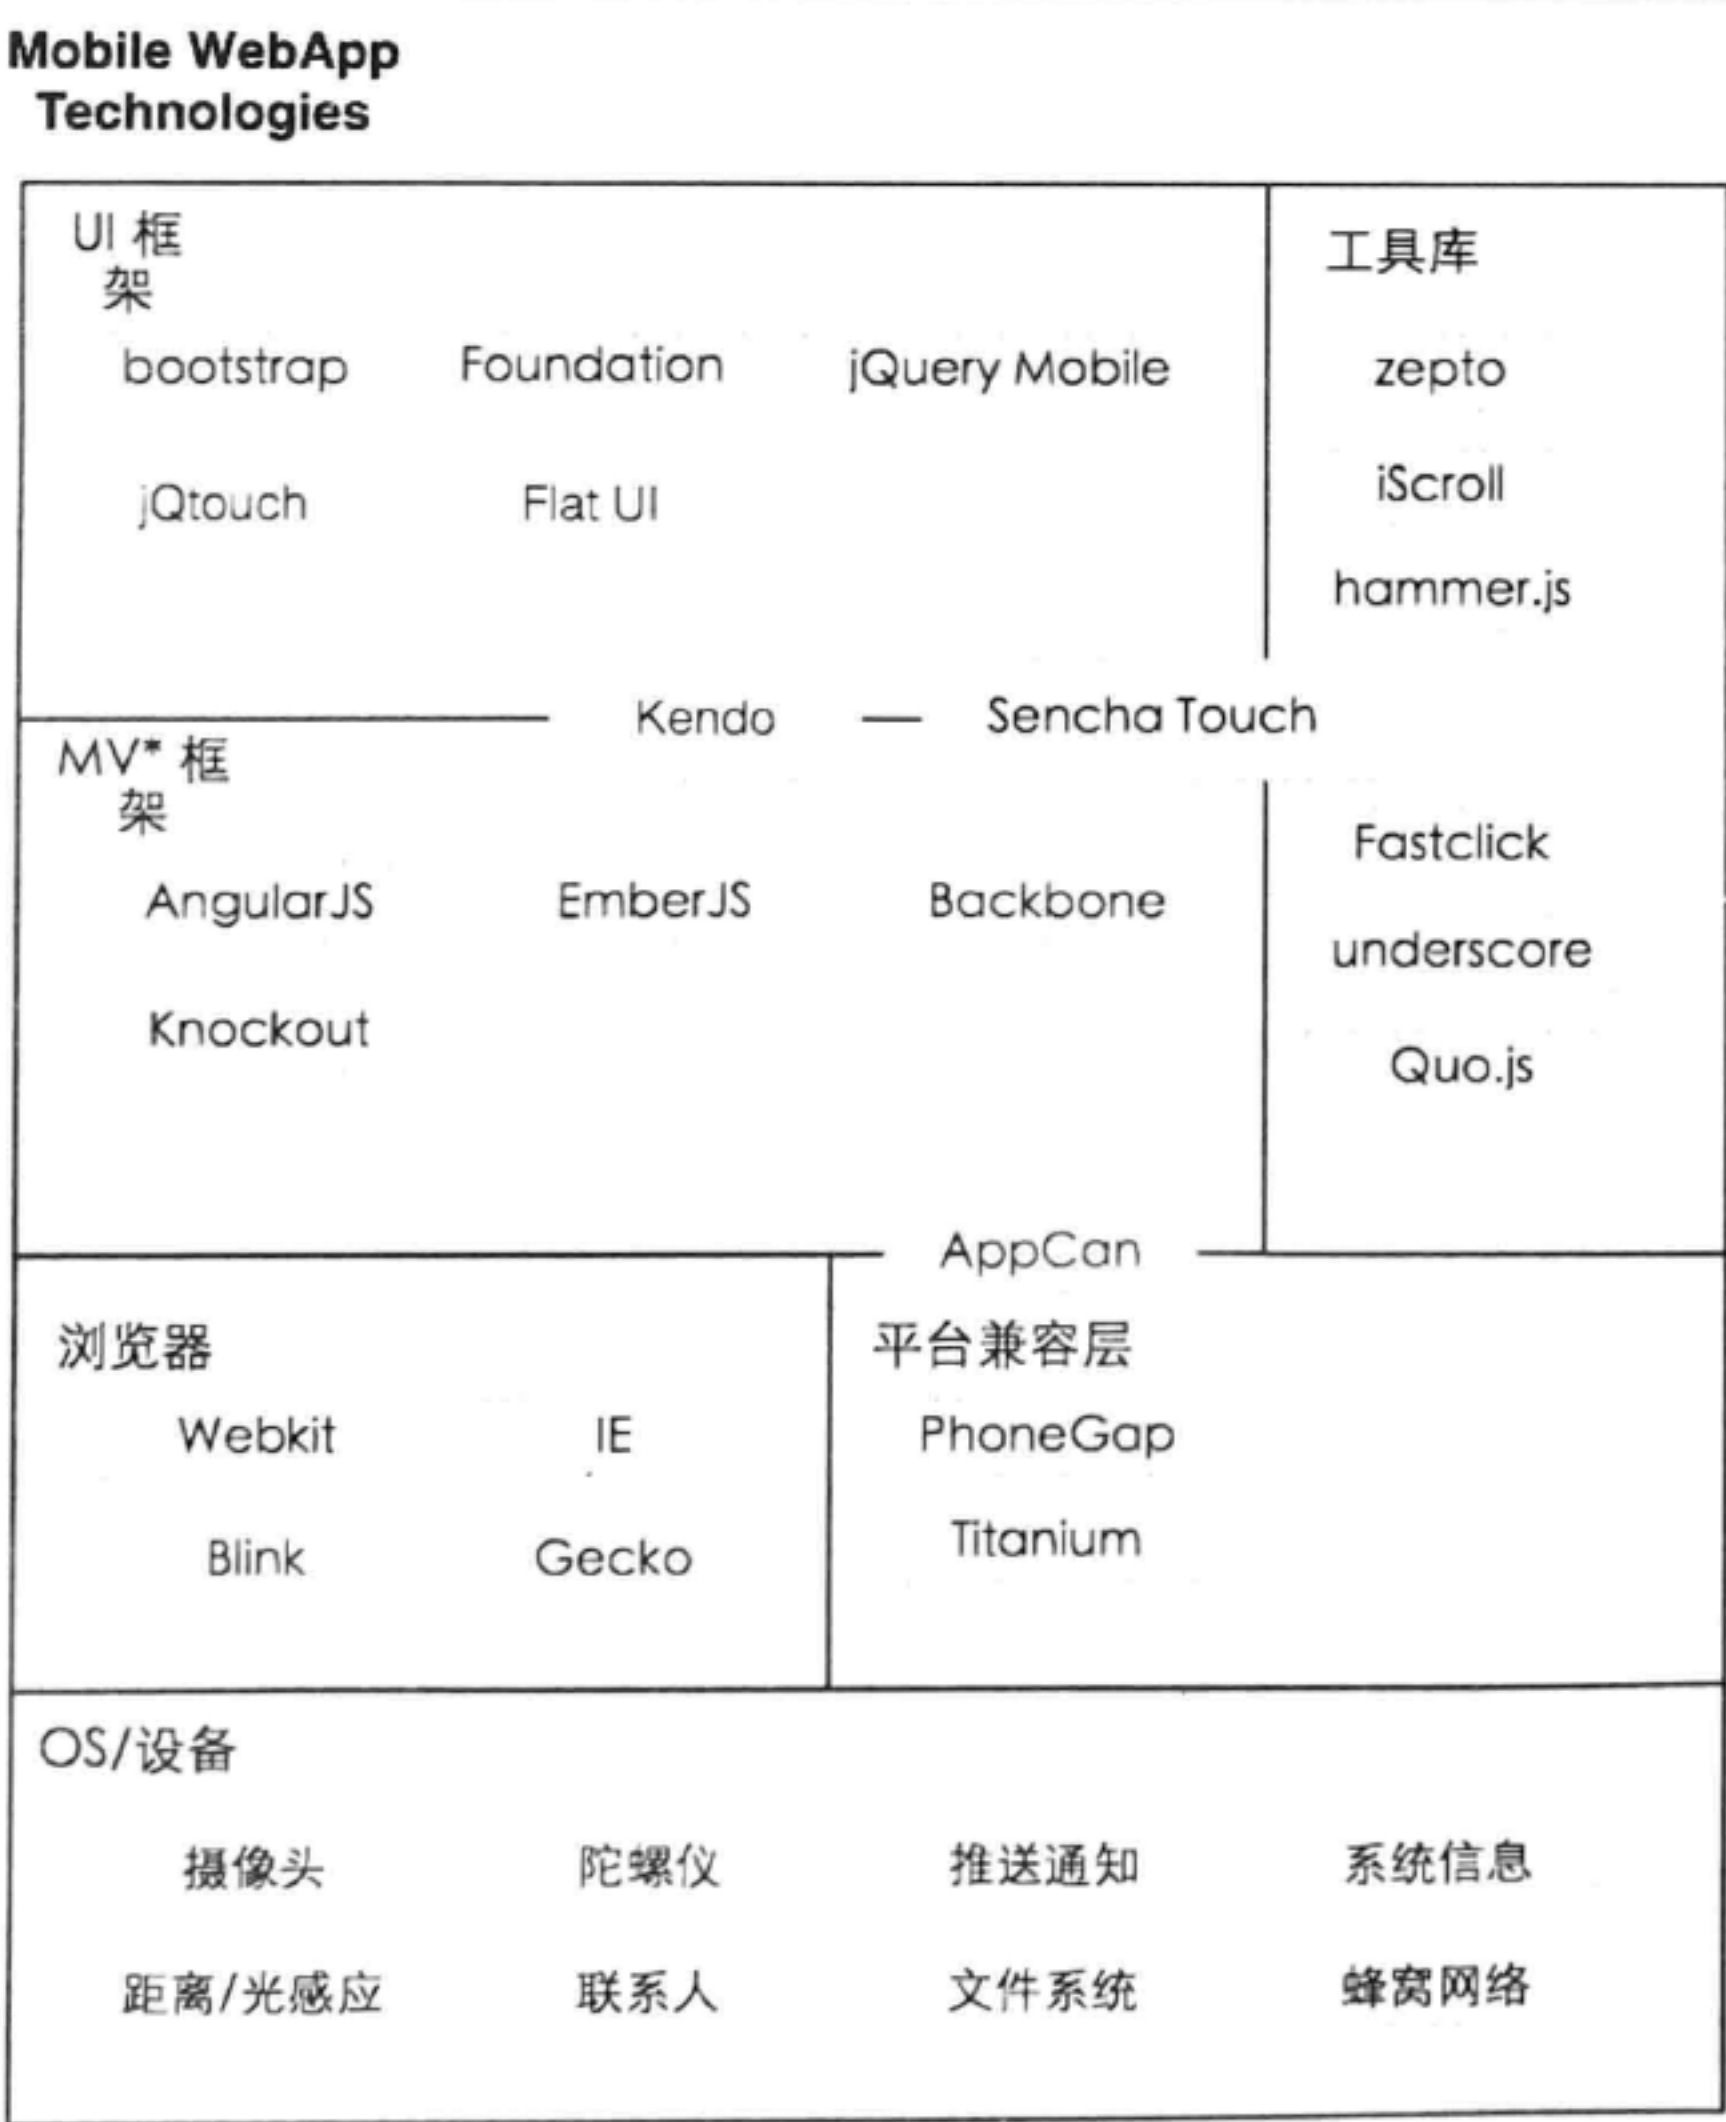 Mobile WebApp
Technologies
UI 框
架
bootstrap Foundation jQuery Mobile
jQtouch Flat UI
工具库
zepto
iScroll
hammer.js
Kendo Sencha Touch
MV* 框
架
AngularJS EmberJS Backbone
Knockout
Fastclick
underscore
Quo.js
AppCan
浏览器
Webkit IE
Blink Gecko
平台兼容层
PhoneGap
Titanium
OS/设备
摄像头 陀螺仪 推送通知 系统信息
距离/光感应 联系人 文件系统 蜂窝网络